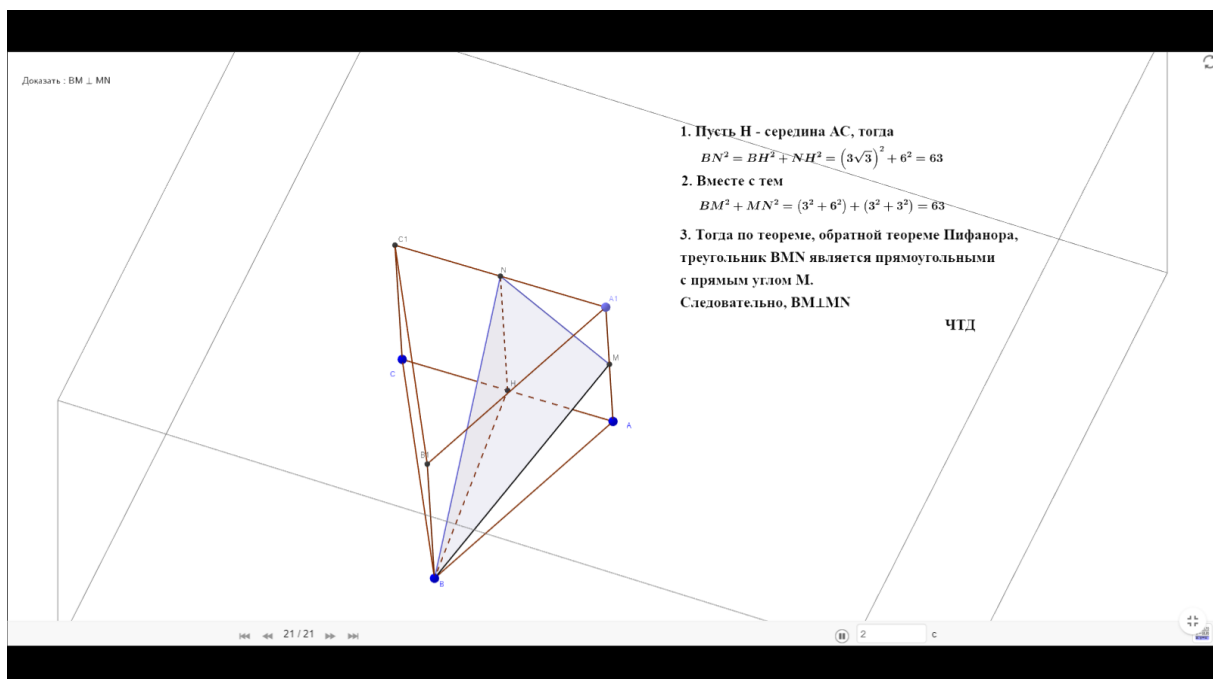 Доказать : BM ⊥ MN
1. Пусть H - середина AC, тогда
BN² = BH² + NH² = (3√3)² + 6² = 63
2. Вместе с тем
BM² + MN² = (3² + 6²) + (3² + 3²) = 63
3. Тогда по теореме, обратной теореме Пифанора,
треугольник BMN является прямоугольными
с прямым углом M.
Следовательно, BM⊥MN
ЧТД
C1
N
A1
C
M
H
A
B1
B
21 / 21
2 с